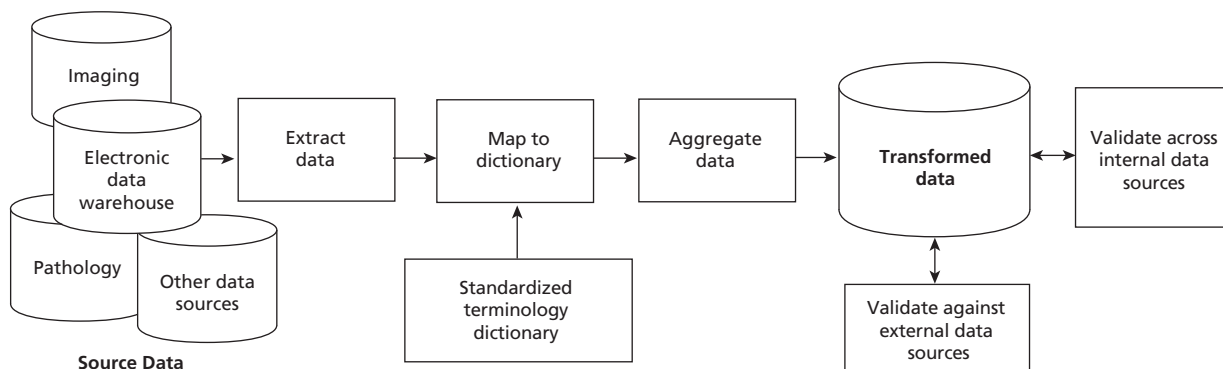 Imaging
Electronic
data
warehouse
Pathology
Other data
sources
Source Data
Extract
data
Map to
dictionary
Standardized
terminology
dictionary
Aggregate
data
Transformed
data
Validate across
internal data
sources
Validate against
external data
sources